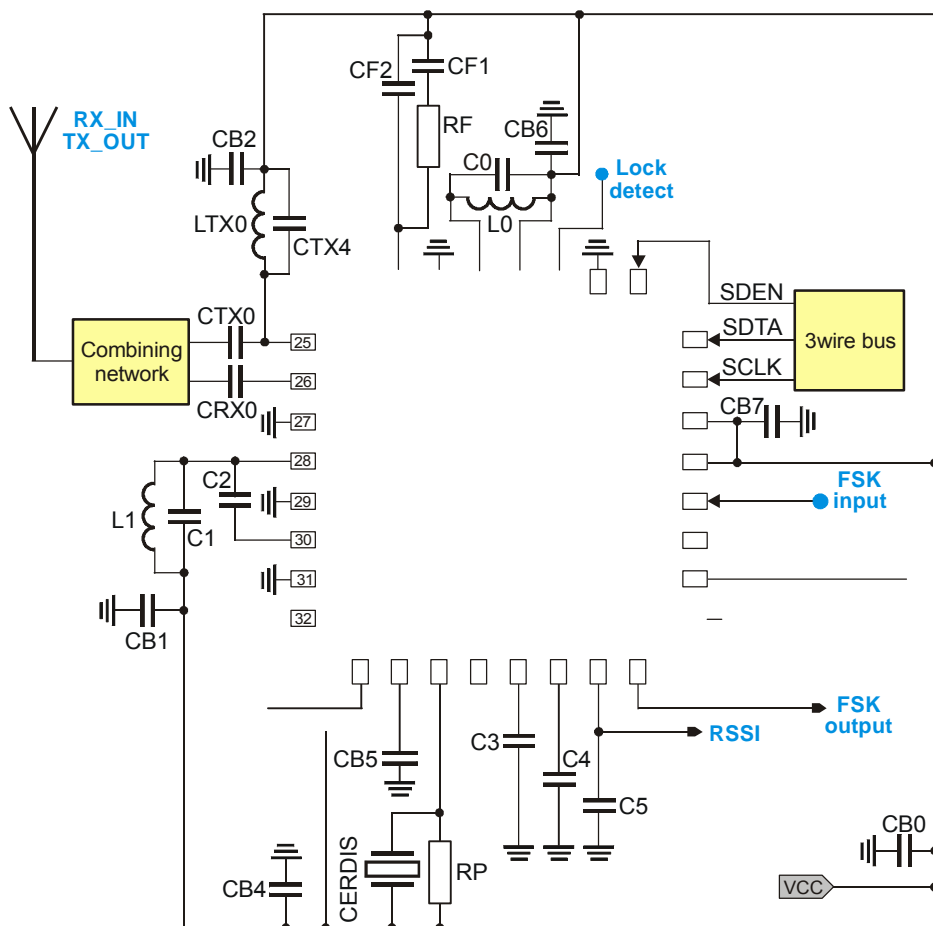 CF2
CF1
RX_IN
TX_OUT
CB2
RF
CB6
C0
Lock
detect
LTX0
L0
CTX4
SDEN
CTX0
SDTA
Combining
network
25
3wire bus
SCLK
26
CRX0
CB7
27
28
C2
FSK
input
29
L1
C1
30
31
CB1
32
FSK
output
C3
RSSI
CB5
C4
C5
CB0
CERDIS
RP
CB4
VCC